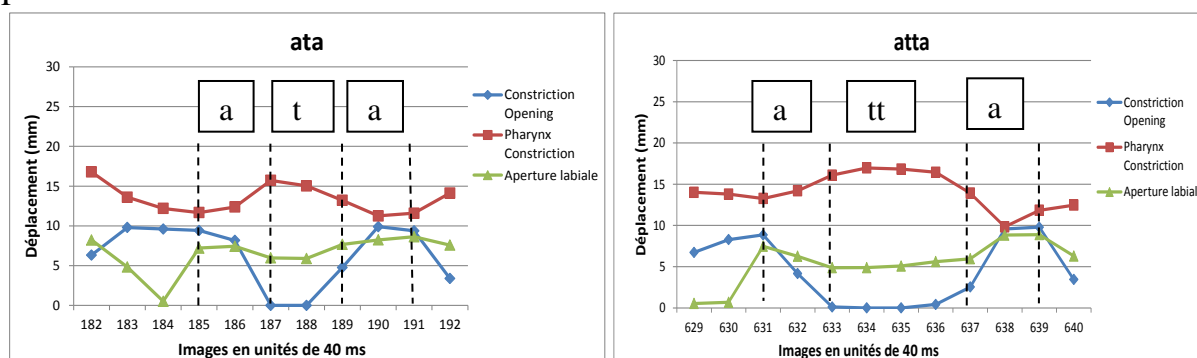 ata
a t a
Déplacement (mm)
30
25
20
15
10
5
0
182 183 184 185 186 187 188 189 190 191 192
Images en unités de 40 ms
Constriction
Opening
Pharynx
Constriction
Aperture labiale
atta
a tt a
Déplacement (mm)
30
25
20
15
10
5
0
629 630 631 632 633 634 635 636 637 638 639 640
Images en unités de 40 ms
Constriction
Opening
Pharynx
Constriction
Aperture labial